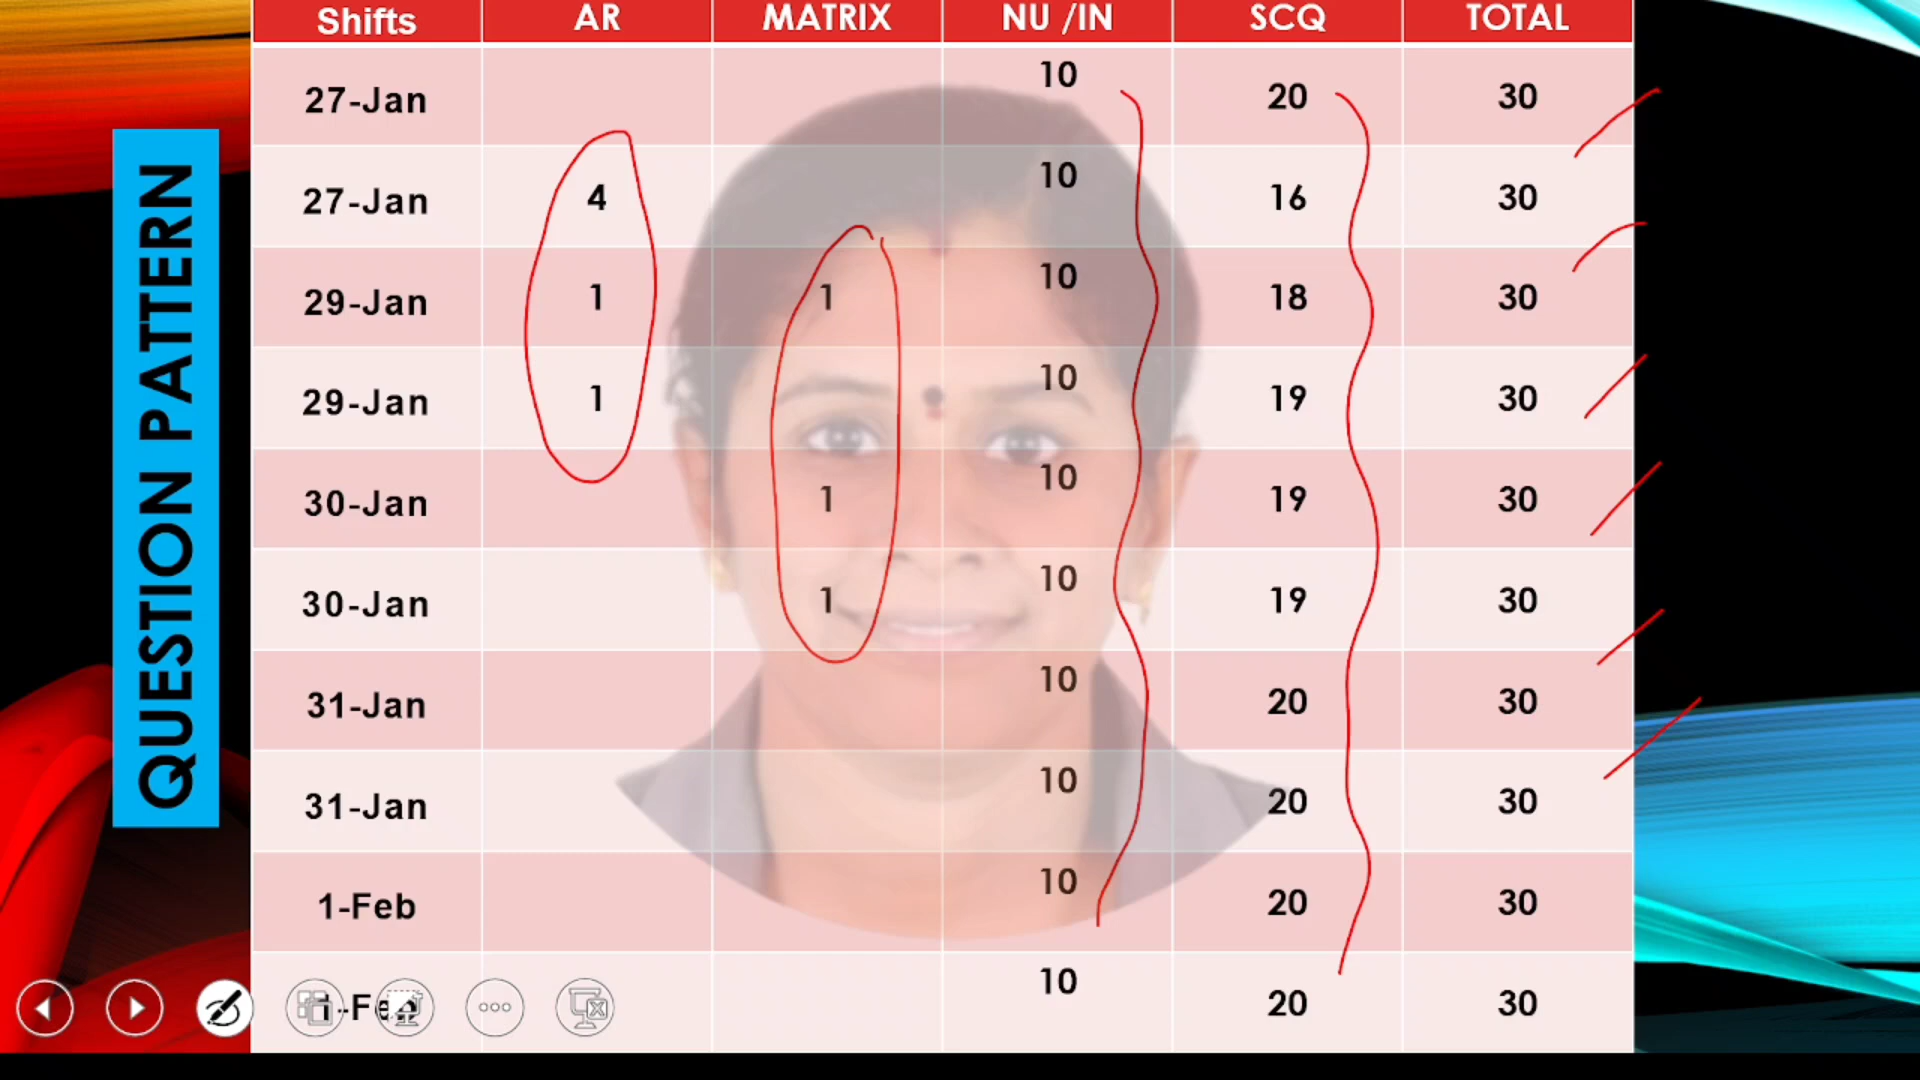 QUESTION PATTERN
Shifts AR MATRIX NU /IN SCQ TOTAL
27-Jan 10 20 30
27-Jan 4 10 16 30
29-Jan 1 1 10 18 30
29-Jan 1 10 19 30
30-Jan 1 10 19 30
30-Jan 1 10 19 30
31-Jan 10 20 30
31-Jan 10 20 30
1-Feb 10 20 30
10 20 30